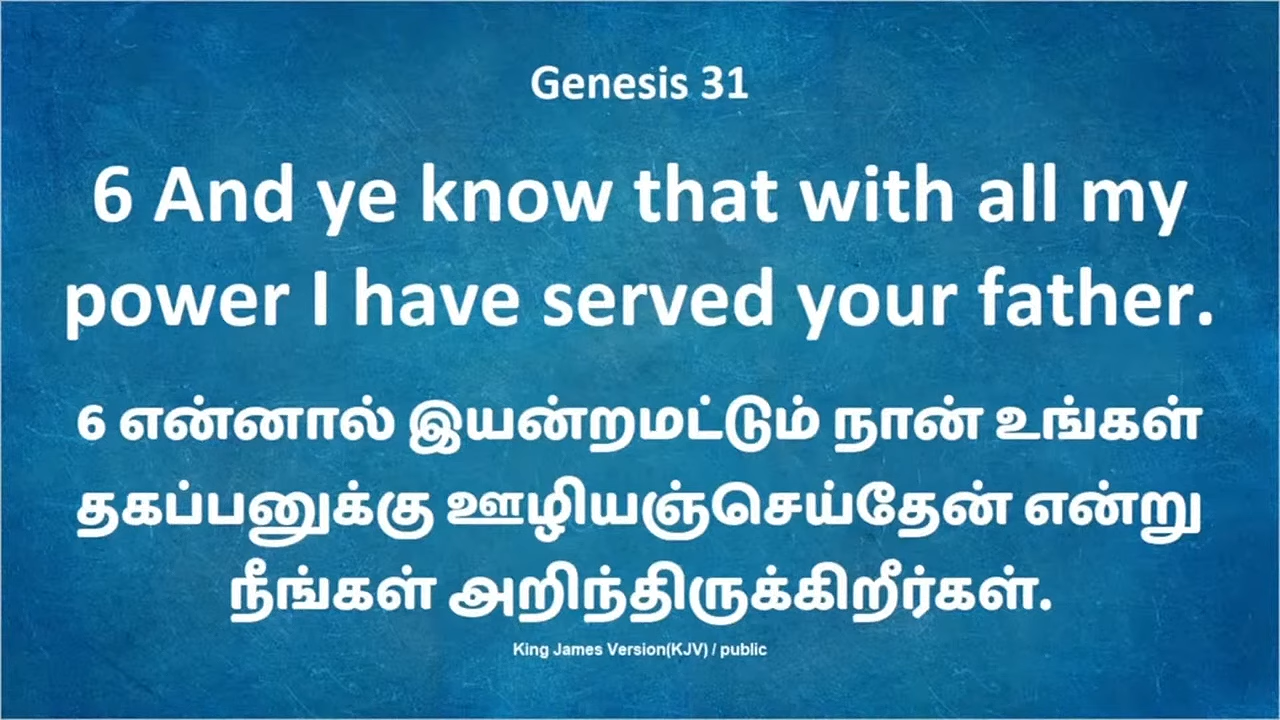 Genesis 31
6 And ye know that with all my
power I have served your father.
6 என்னால் இயன்றமட்டும் நான் உங்கள்
தகப்பனுக்கு ஊழியஞ்செய்தேன் என்று
நீங்கள் அறிந்திருக்கிறீர்கள்.
King James Version(KJV) / public